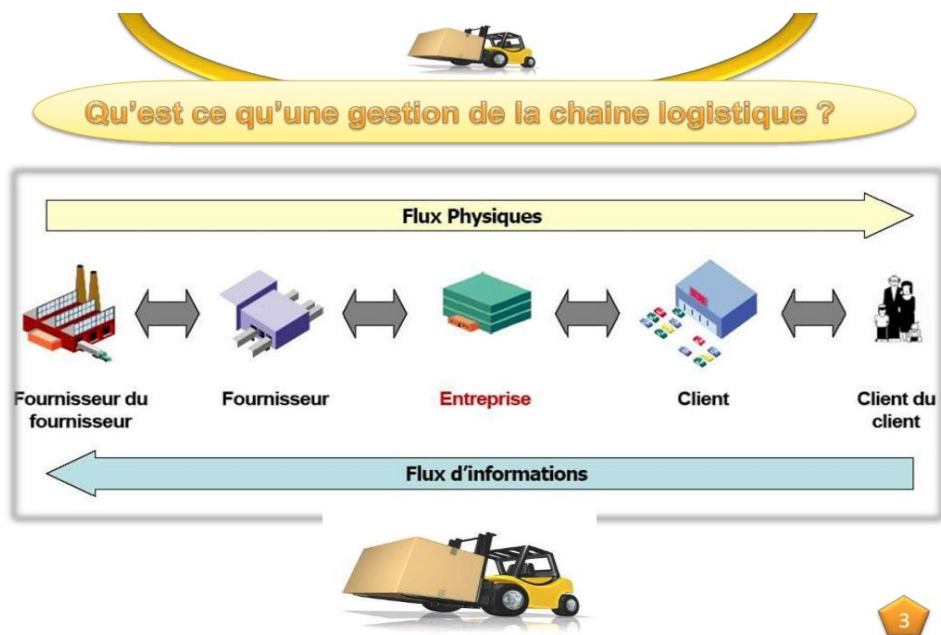 Qu'est ce qu'une gestion de la chaine logistique ?
Flux Physiques
Fournisseur du
fournisseur
Fournisseur
Entreprise
Client
Client du
client
Flux d'informations
3